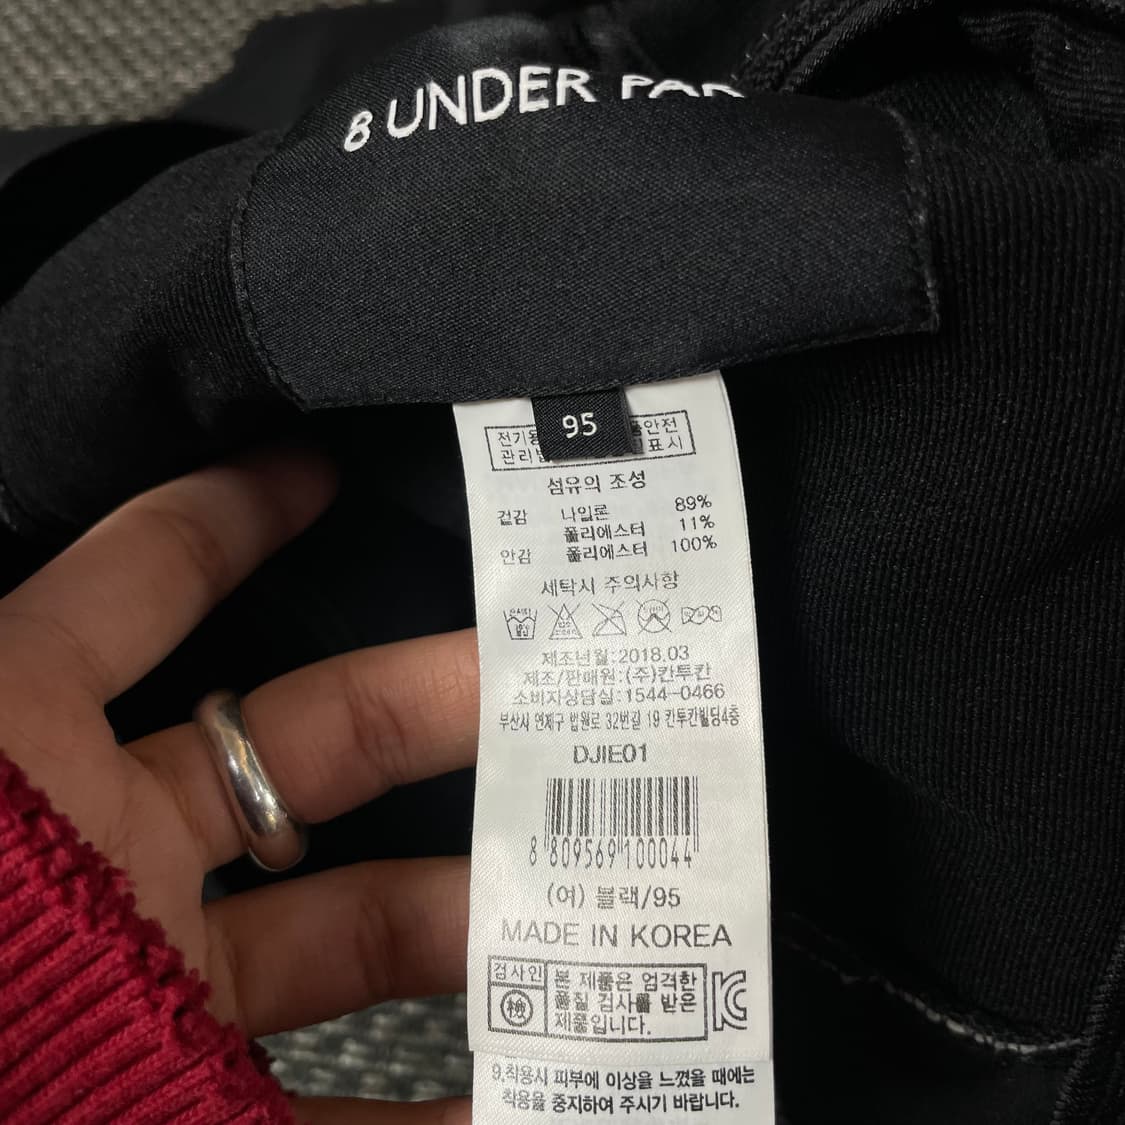 8 UNDER PAR
95
전기용 품안전
관리법 표시
섬유의 조성
겉감 나일론 89%
폴리에스터 11%
안감 폴리에스터 100%
세탁시 주의사항
제조년월:2018.03
제조/판매원:(주)칸투칸
소비자상담실:1544-0466
부산시 연제구 법원로 32번길 19 칸투칸빌딩4층
DJIE01
8 809569 100044
(여) 블랙/95
MADE IN KOREA
검사인
檢
본 제품은 엄격한
품질 검사를 받은
제품입니다.
9.착용시 피부에 이상을 느꼈을 때에는
착용을 중지하여 주시기 바랍니다.